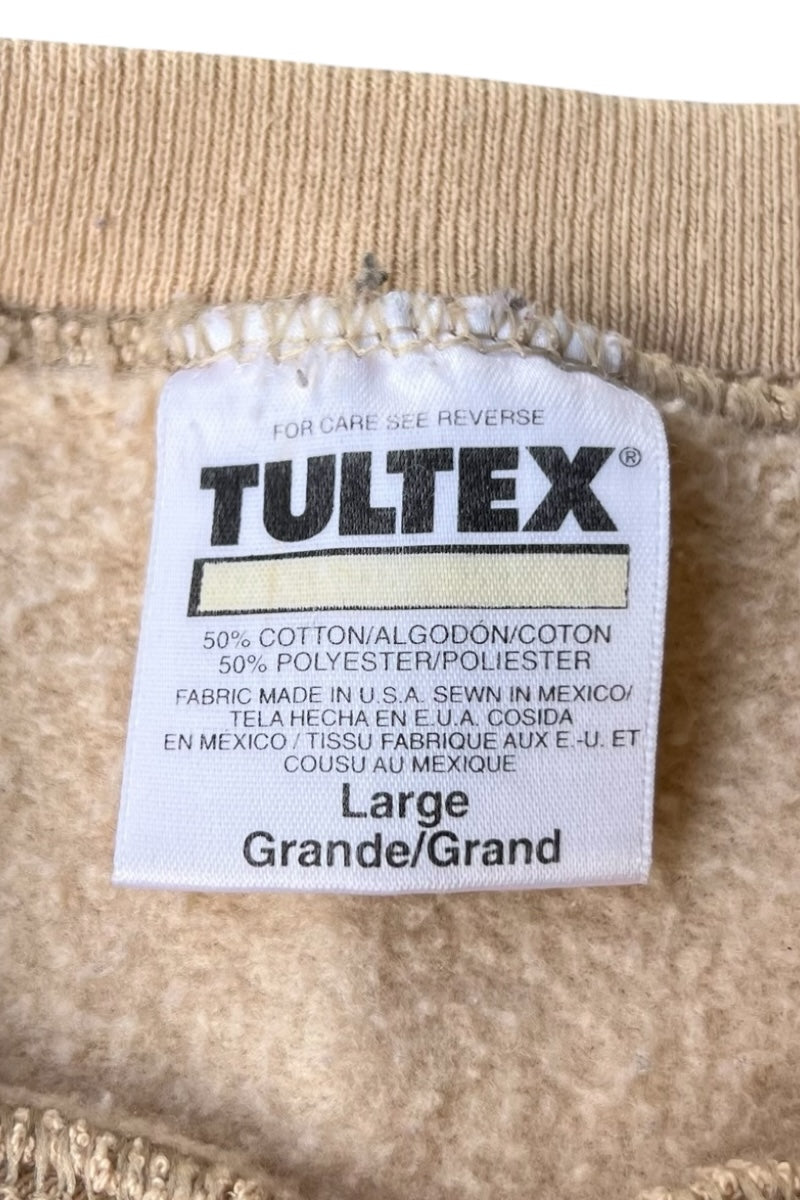 FOR CARE SEE REVERSE
TULTEX®
50% COTTON/ALGODÓN/COTON
50% POLYESTER/POLIESTER
FABRIC MADE IN U.S.A. SEWN IN MEXICO/
TELA HECHA EN E.U.A. COSIDA
EN MEXICO / TISSU FABRIQUE AUX E.-U. ET
COUSU AU MEXIQUE
Large
Grande/Grand